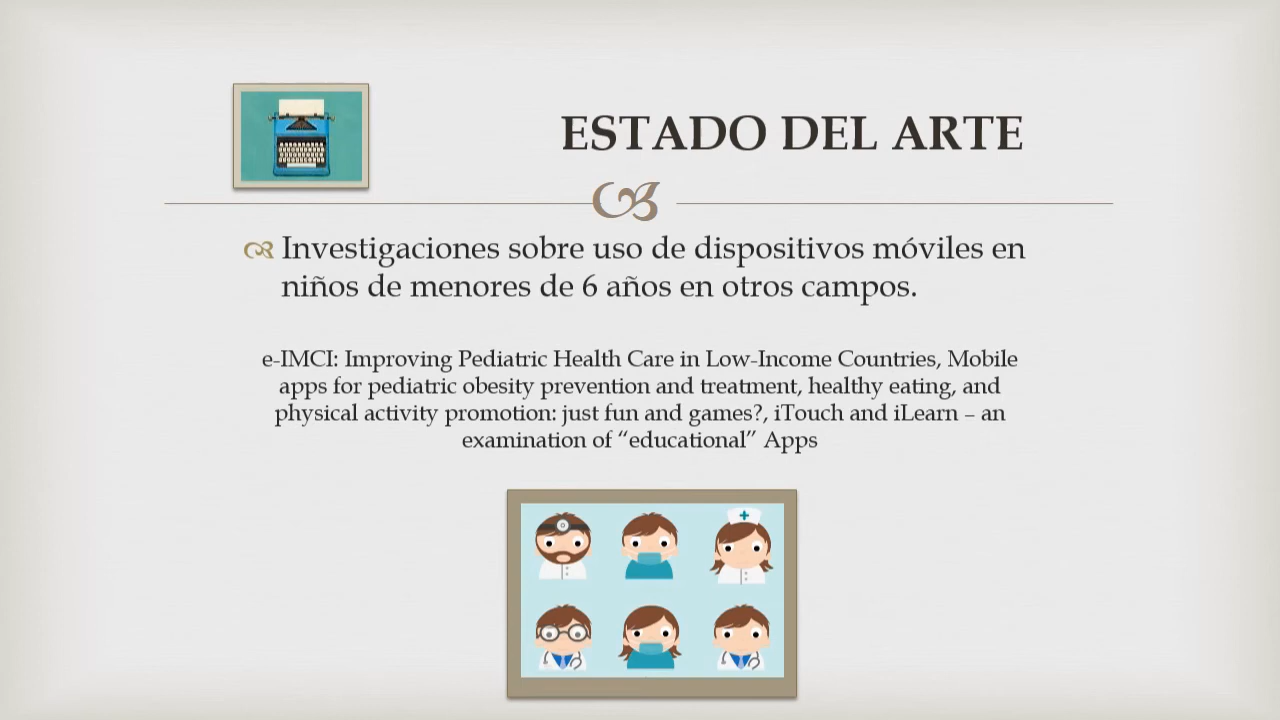 ESTADO DEL ARTE
Investigaciones sobre uso de dispositivos móviles en
niños de menores de 6 años en otros campos.
e-IMCI: Improving Pediatric Health Care in Low-Income Countries, Mobile
apps for pediatric obesity prevention and treatment, healthy eating, and
physical activity promotion: just fun and games?, iTouch and iLearn – an
examination of “educational” Apps